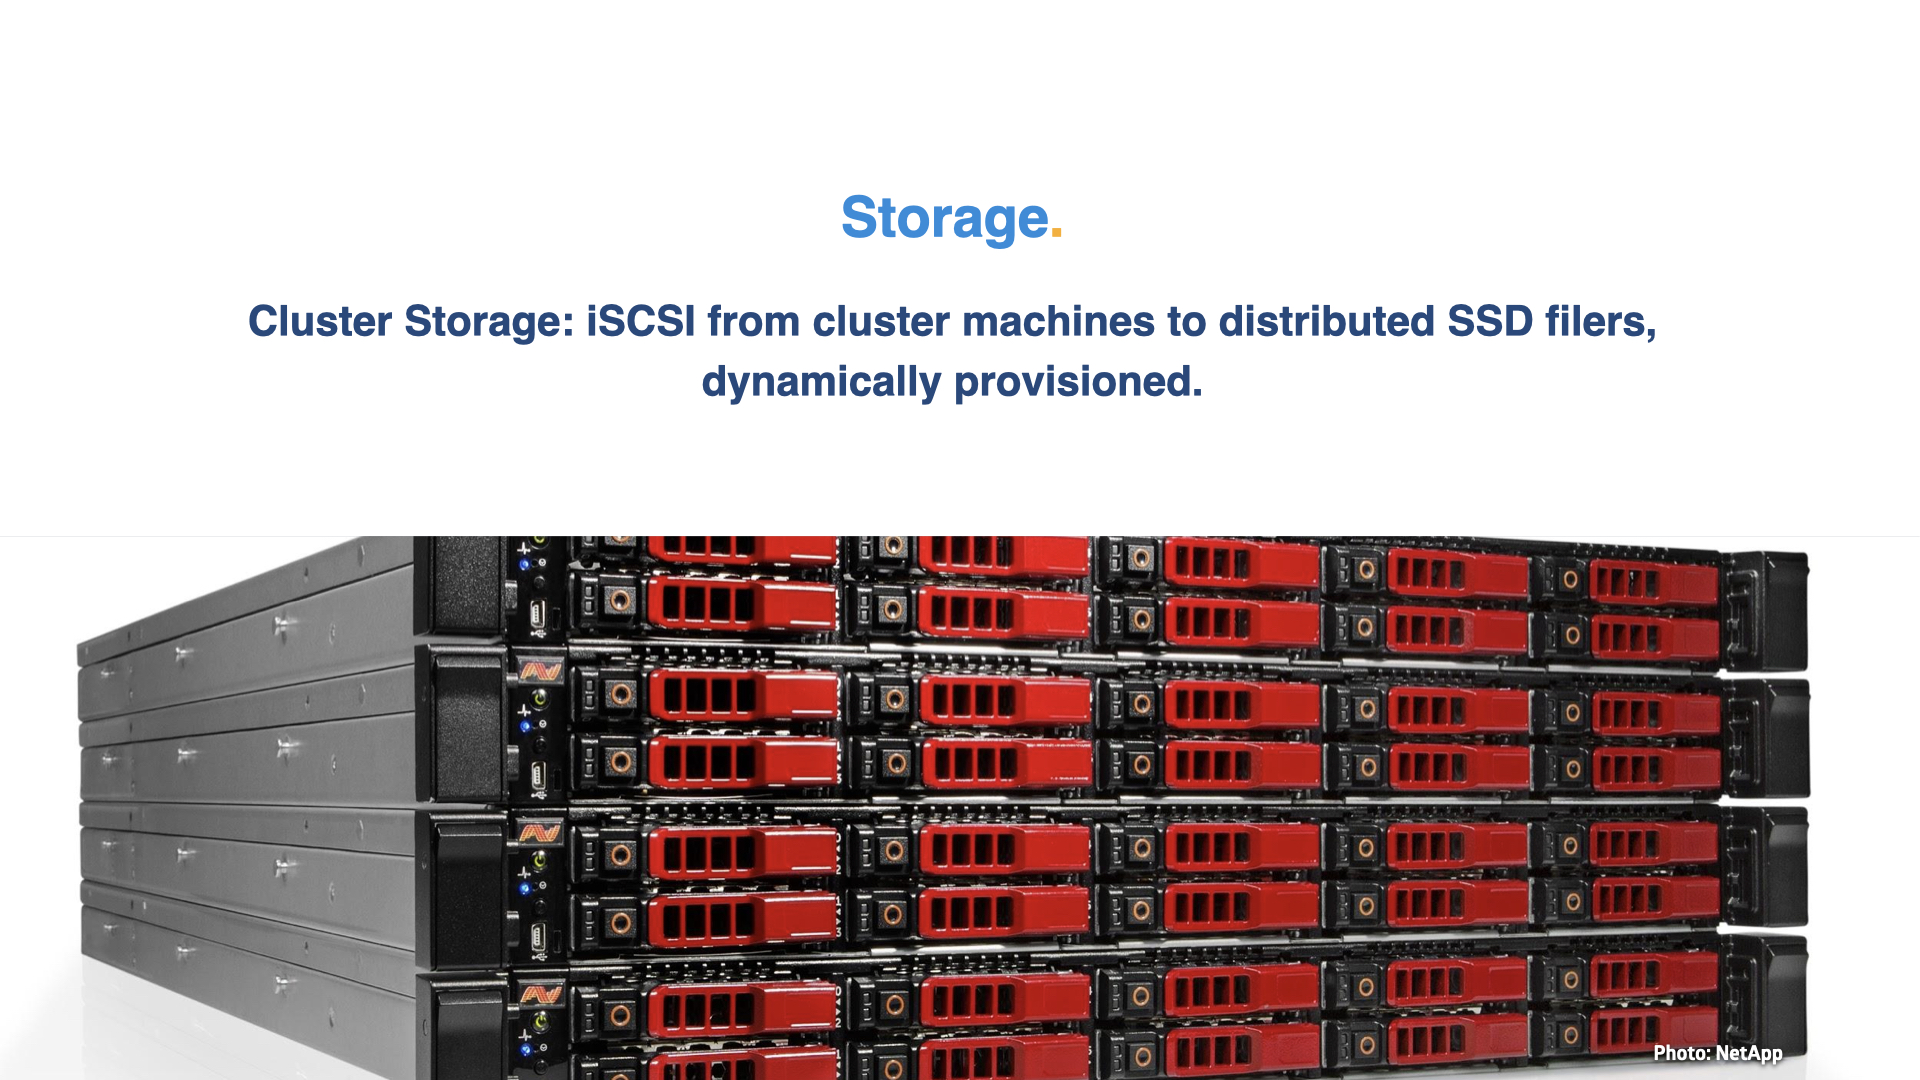 Storage.
Cluster Storage: iSCSI from cluster machines to distributed SSD filers,
dynamically provisioned.
Photo: NetApp